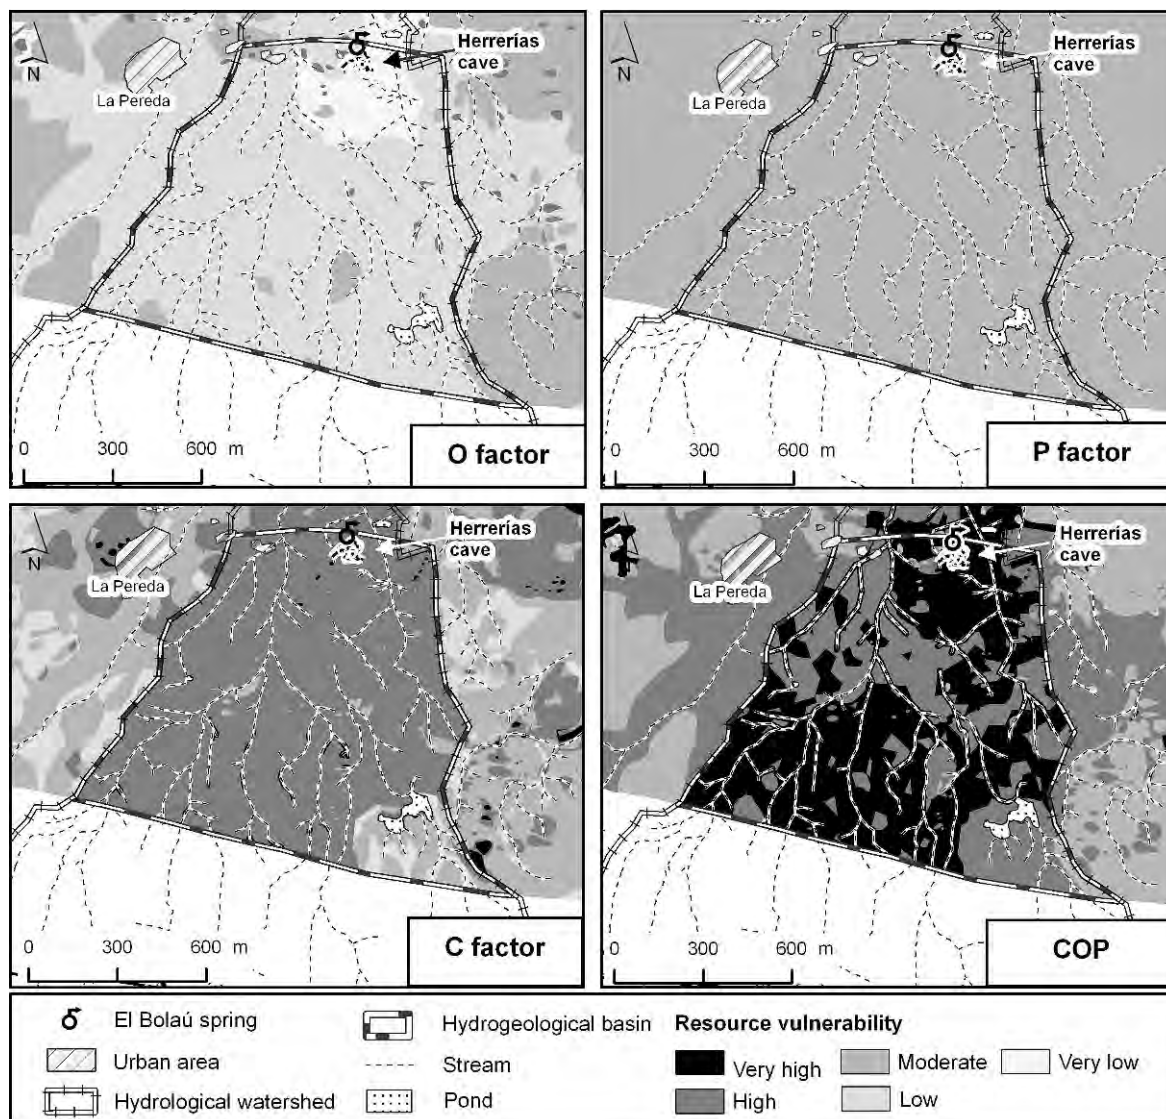 N
La Pereda
Herrerías
cave
0 300 600 m
O factor
N
La Pereda
Herrerías
cave
0 300 600 m
P factor
N
La Pereda
Herrerías
cave
0 300 600 m
C factor
N
La Pereda
Herrerías
cave
0 300 600 m
COP
El Bolaú spring
Urban area
Hydrological watershed
Hydrogeological basin
Stream
Pond
Resource vulnerability
Very high
High
Moderate
Low
Very low